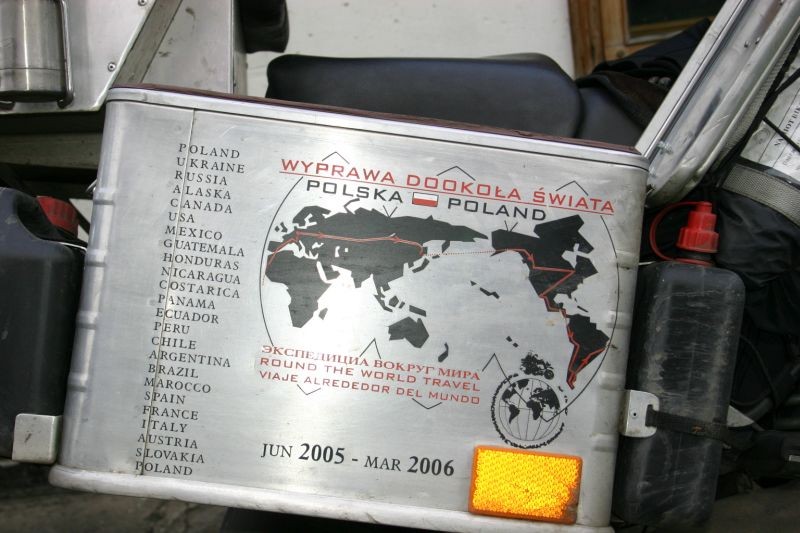 POLAND
UKRAINE
RUSSIA
ALASKA
CANADA
USA
MEXICO
GUATEMALA
HONDURAS
NICARAGUA
COSTARICA
PANAMA
ECUADOR
PERU
CHILE
ARGENTINA
BRAZIL
MAROCCO
SPAIN
FRANCE
ITALY
AUSTRIA
SLOVAKIA
POLAND
WYPRAWA DOOKOŁA ŚWIATA
POLSKA POLAND
ЭКСПЕДИЦИА ВОКРУГ МИРА
ROUND THE WORLD TRAVEL
VIAJE ALREDEDOR DEL MUNDO
JUN 2005 - MAR 2006